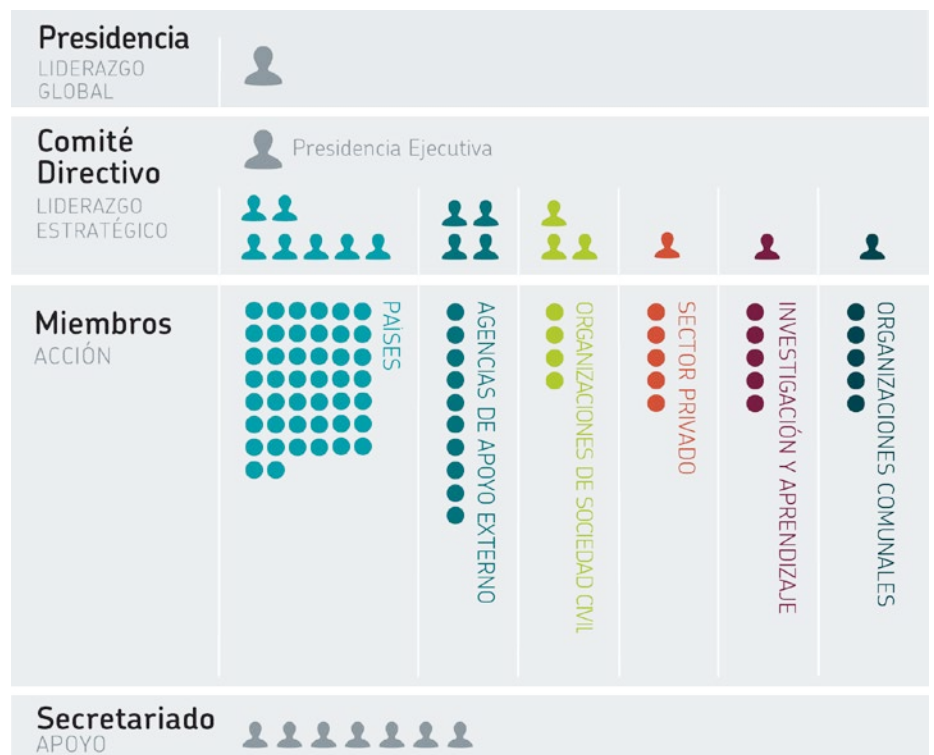 Presidencia
LIDERAZGO
GLOBAL
Comité
Directivo
LIDERAZGO
ESTRATÉGICO
Presidencia Ejecutiva
Miembros
ACCIÓN
PAÍSES
AGENCIAS DE APOYO EXTERNO
ORGANIZACIONES DE SOCIEDAD CIVIL
SECTOR PRIVADO
INVESTIGACIÓN Y APRENDIZAJE
ORGANIZACIONES COMUNALES
Secretariado
APOYO